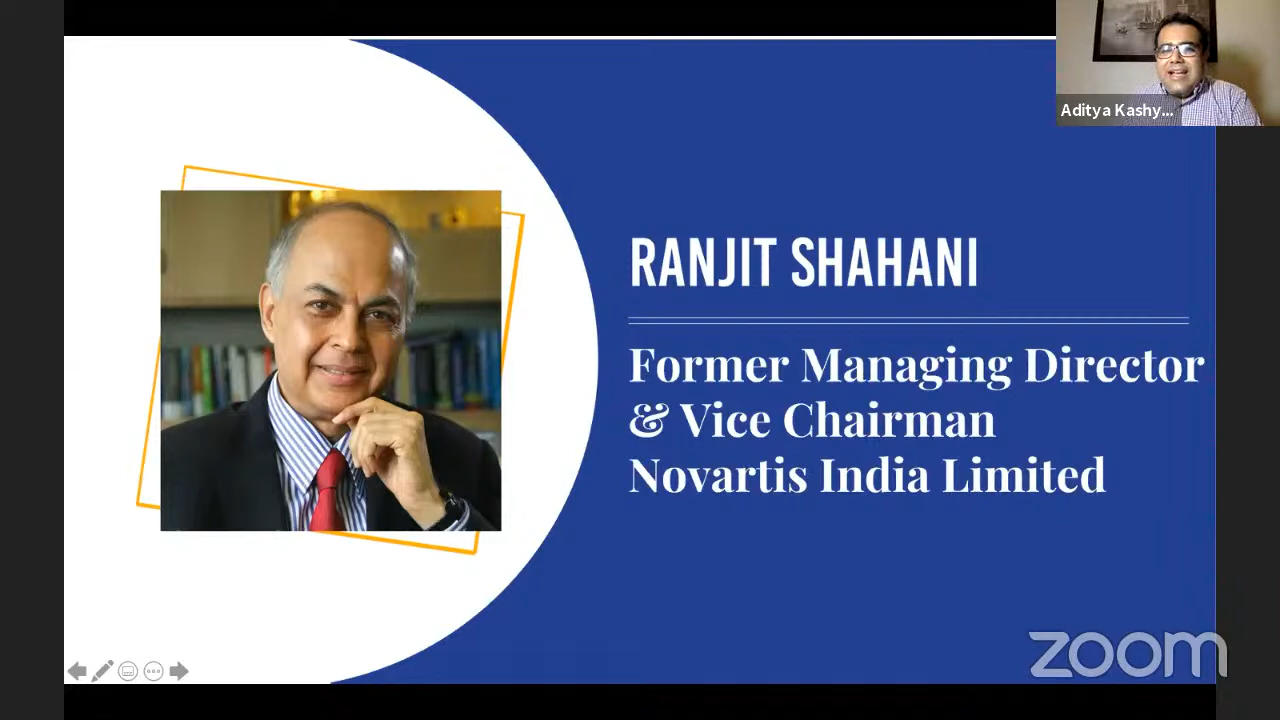 Aditya Kashy...
RANJIT SHAHANI
Former Managing Director
& Vice Chairman
Novartis India Limited
zoom